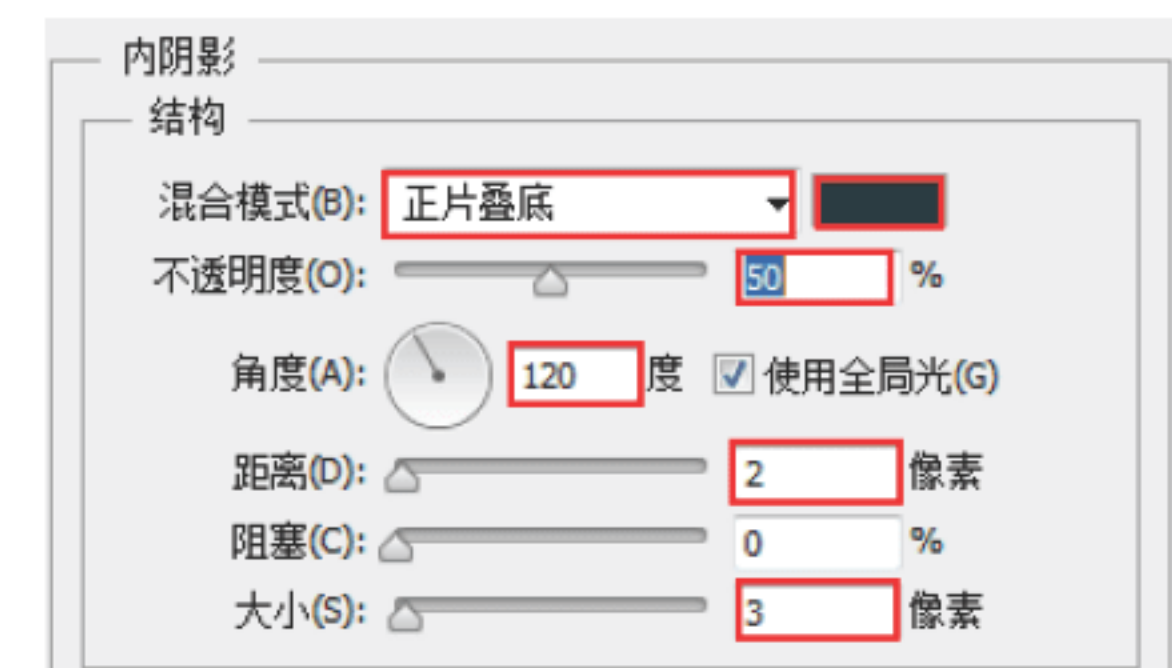 内阴影
结构
混合模式(B): 正片叠底
不透明度(O): 50 %
角度(A): 120 度 使用全局光(G)
距离(D): 2 像素
阻塞(C): 0 %
大小(S): 3 像素